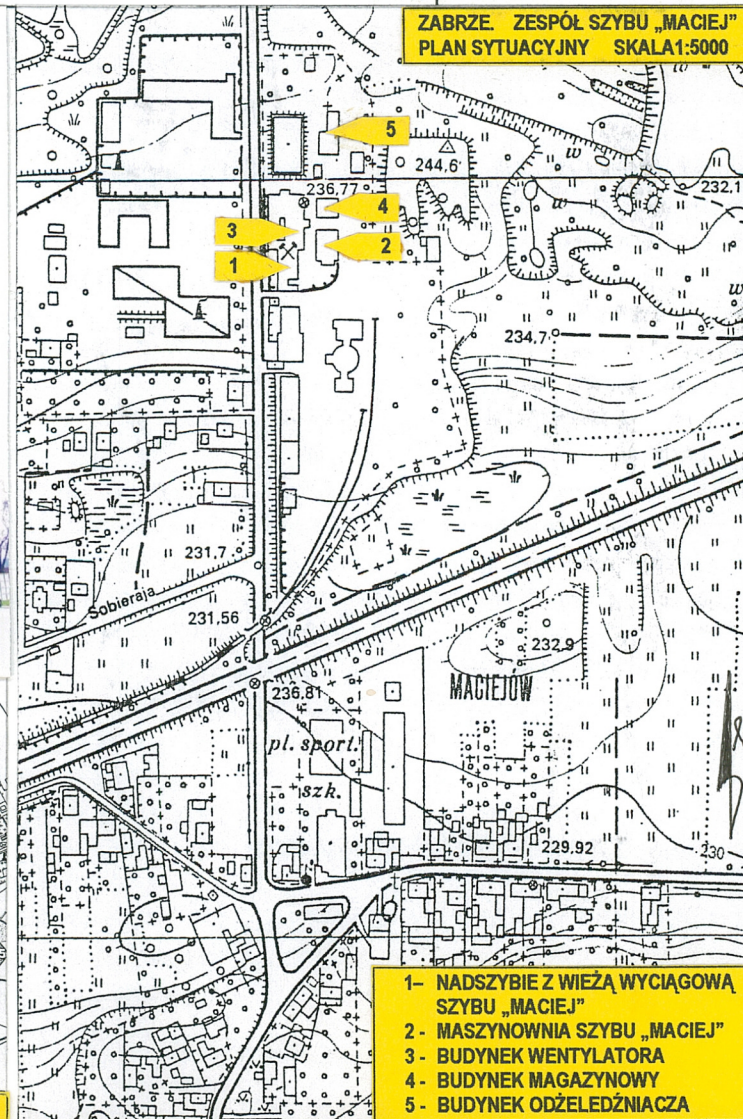 ZABRZE. ZESPÓŁ SZYBU „MACIEJ”
PLAN SYTUACYJNY SKALA1:5000
5
244,6
w
236,77
232,1
4
3
w
2
1
w
234,7
231,7
Sobieraja
231.56
232,9
236.81
MACIEJÓW
pl. sport.
szk.
229.92
230
1– NADSZYBIE Z WIEŻĄ WYCIĄGOWĄ
SZYBU „MACIEJ”
2 - MASZYNOWNIA SZYBU „MACIEJ”
3 - BUDYNEK WENTYLATORA
4 - BUDYNEK MAGAZYNOWY
5 - BUDYNEK ODŻELEDŹNIACZA